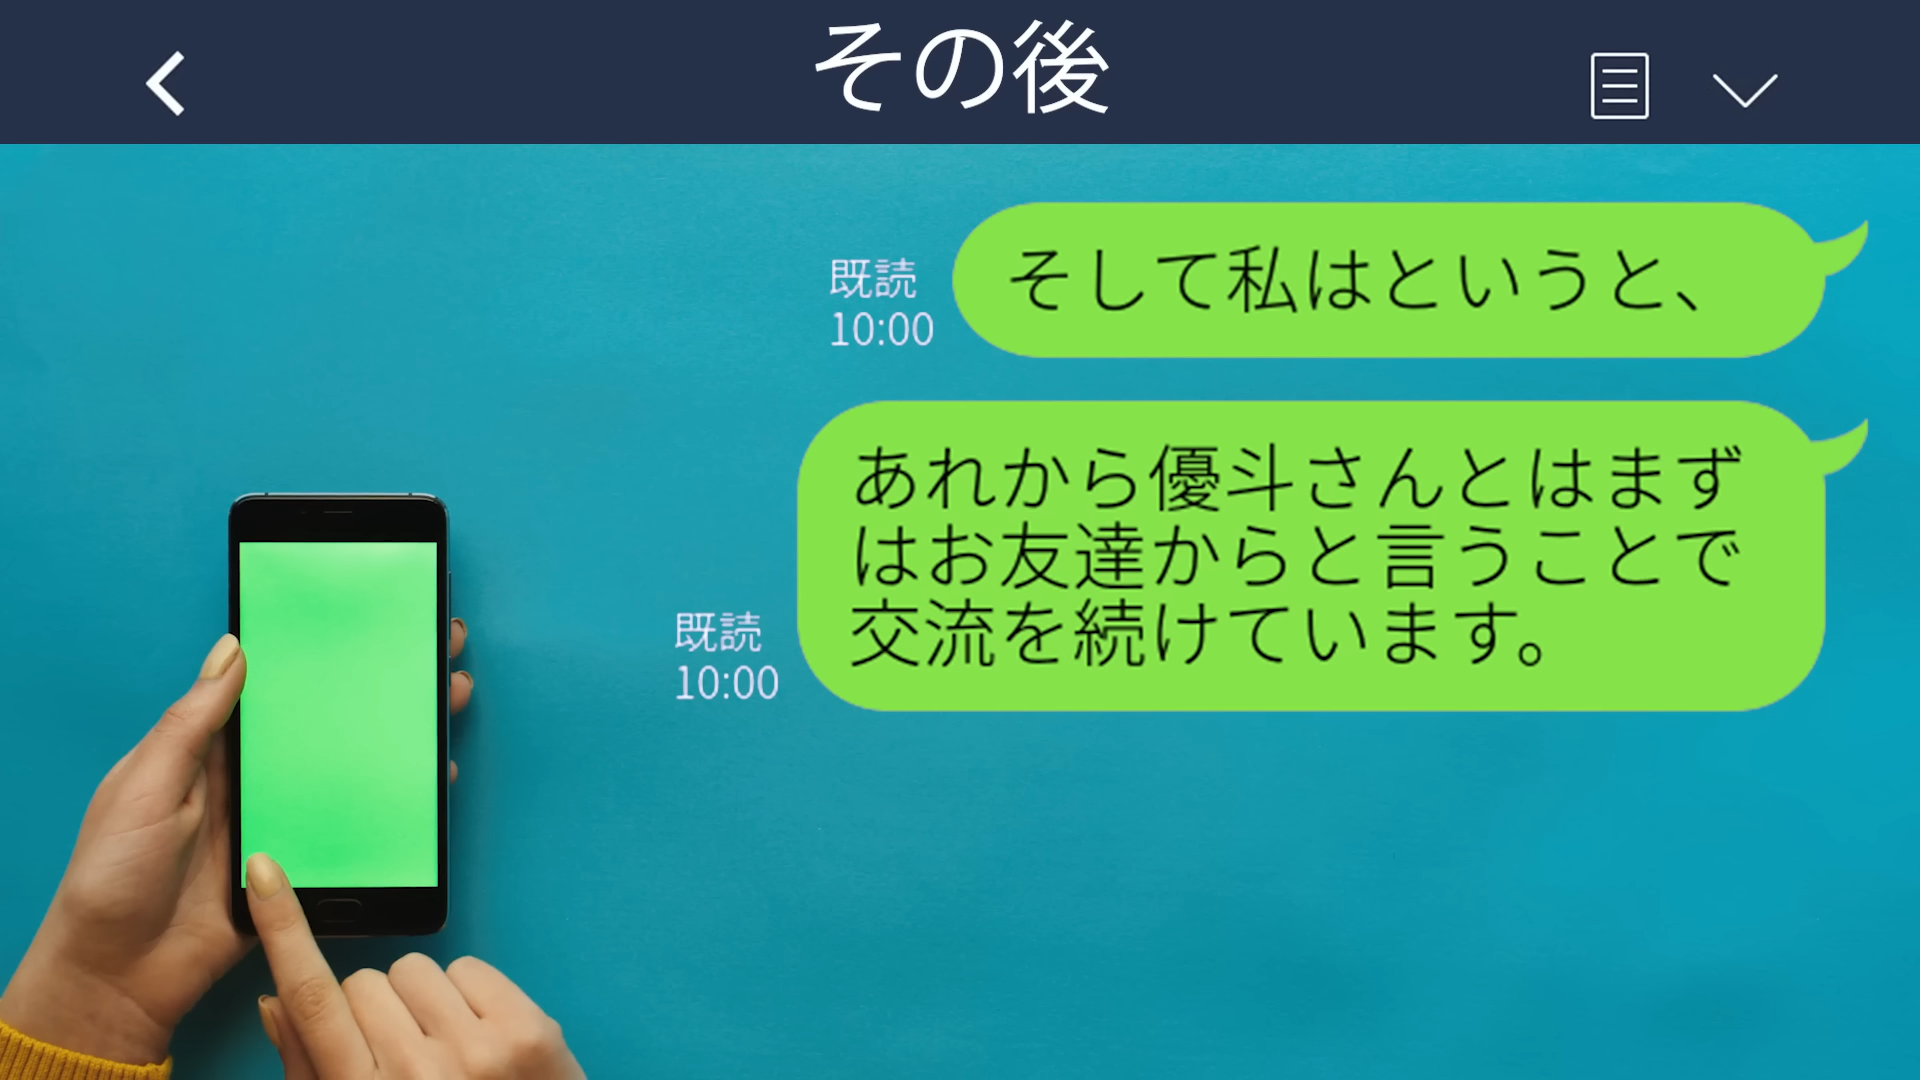 その後
そして私はというと、
既読
10:00
あれから優斗さんとはまず
はお友達からと言うことで
交流を続けています。
既読
10:00